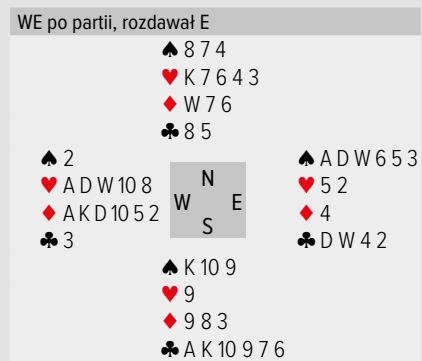 WE po partii, rozdawał E
♠ 8 7 4
♥ K 7 6 4 3
♦ W 7 6
♣ 8 5
♠ 2
♥ A D W 10 8
♦ A K D 10 5 2
♣ 3
N
W E
S
♠ A D W 6 5 3
♥ 5 2
♦ 4
♣ D W 4 2
♠ K 10 9
♥ 9
♦ 9 8 3
♣ A K 10 9 7 6